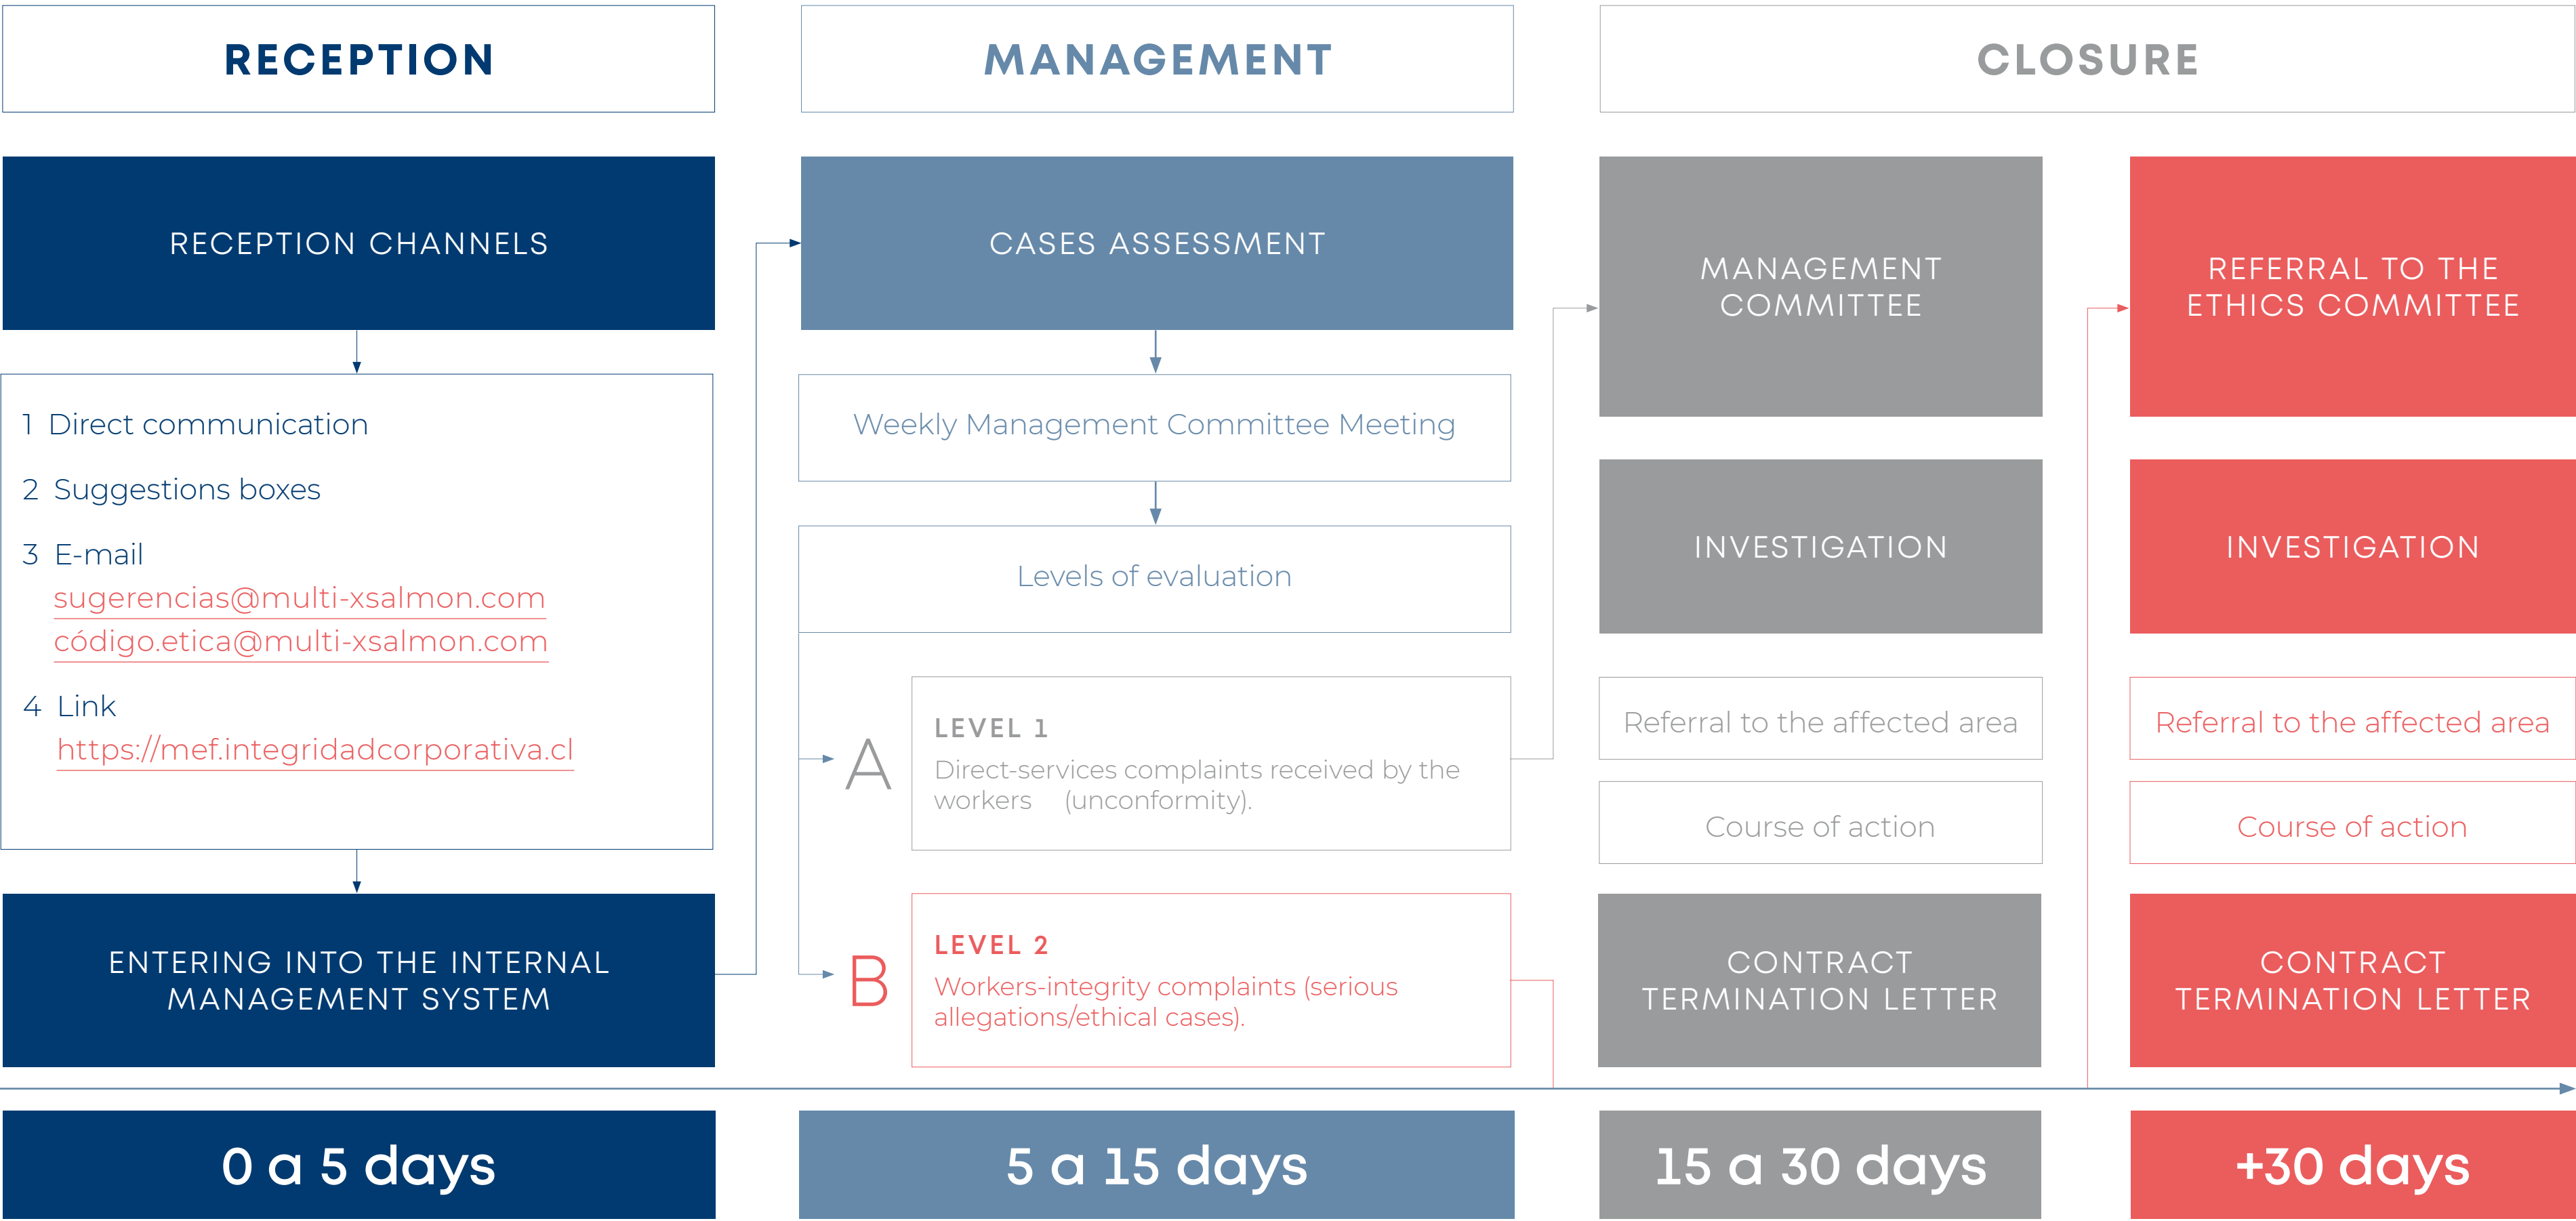 RECEPTION
RECEPTION CHANNELS
1 Direct communication
2 Suggestions boxes
3 E-mail
sugerencias@multi-xsalmon.com
código.etica@multi-xsalmon.com
4 Link
https://mef.integridadcorporativa.cl
ENTERING INTO THE INTERNAL
MANAGEMENT SYSTEM
0 a 5 days
MANAGEMENT
CASES ASSESSMENT
Weekly Management Committee Meeting
Levels of evaluation
A
LEVEL 1
Direct-services complaints received by the
workers (unconformity).
B
LEVEL 2
Workers-integrity complaints (serious
allegations/ethical cases).
5 a 15 days
CLOSURE
MANAGEMENT
COMMITTEE
INVESTIGATION
Referral to the affected area
Course of action
CONTRACT
TERMINATION LETTER
15 a 30 days
REFERRAL TO THE
ETHICS COMMITTEE
INVESTIGATION
Referral to the affected area
Course of action
CONTRACT
TERMINATION LETTER
+30 days